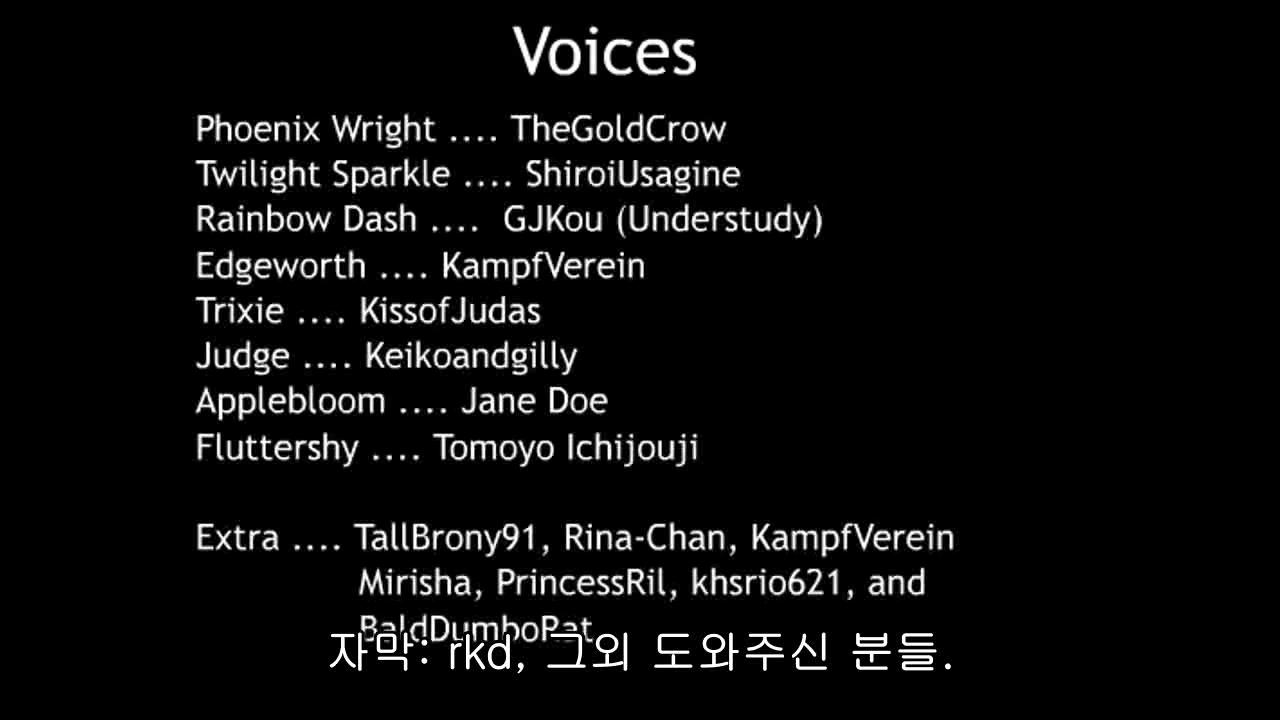 Voices
Phoenix Wright .... TheGoldCrow
Twilight Sparkle .... ShiroiUsagine
Rainbow Dash .... GJKou (Understudy)
Edgeworth .... KampfVerein
Trixie .... KissofJudas
Judge .... Keikoandgilly
Applebloom .... Jane Doe
Fluttershy .... Tomoyo Ichijouji
Extra .... TallBrony91, Rina-Chan, KampfVerein
Mirisha, PrincessRil, khsrio621, and
BaldDumboRat
자막: rkd, 그외 도와주신 분들.